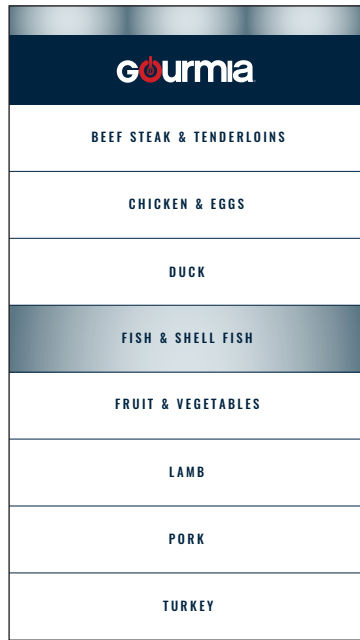 Gourmia
BEEF STEAK & TENDERLOINS
CHICKEN & EGGS
DUCK
FISH & SHELL FISH
FRUIT & VEGETABLES
LAMB
PORK
TURKEY